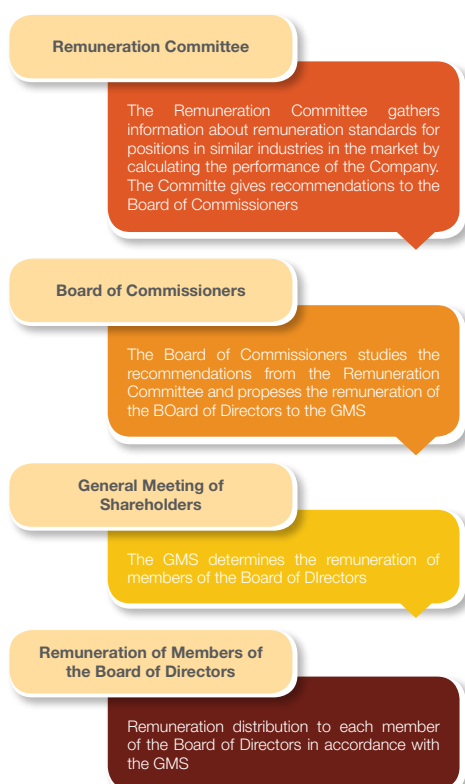 Remuneration Committee
The Remuneration Committee gathers
information about remuneration standards for
positions in similar industries in the market by
calculating the performance of the Company.
The Committe gives recommendations to the
Board of Commissioners
Board of Commissioners
The Board of Commissioners studies the
recommendations from the Remuneration
Committee and propeses the remuneration of
the BOard of Directors to the GMS
General Meeting of
Shareholders
The GMS determines the remuneration of
members of the Board of DIrectors
Remuneration of Members of
the Board of Directors
Remuneration distribution to each member
of the Board of Directors in accordance with
the GMS